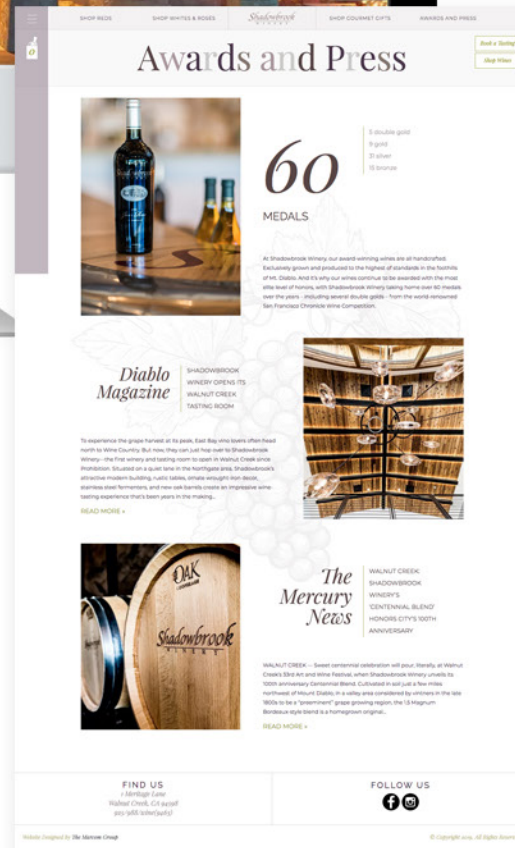 SHOP REDS
SHOP WHITES & ROSES
Shadowbrook
WINERY
SHOP GOURMET GIFTS
AWARDS AND PRESS
0
Awards and Press
Book a Tasting
Shop Wines
60
MEDALS
5 double gold
9 gold
31 silver
15 bronze
At Shadowbrook Winery, our award winning wines are all handcrafted.
Exclusively grown and produced to the highest of standards in the foothills
of Mt. Diablo. And it's why our wines continue to be awarded with the most
elite level of honors, with Shadowbrook Winery taking home over 60 medals
over the years - including several double golds - from the world-renowned
San Francisco Chronicle Wine Competition.
Diablo
Magazine
SHADOWBROOK
WINERY OPENS ITS
WALNUT CREEK
TASTING ROOM
To experience the grape harvest at its peak, East Bay vino lovers often head
north to Wine Country. But now, they can just hop over to Shadowbrook
Winery—the first winery and tasting room to open in Walnut Creek since
Prohibition. Situated on a quiet lane in the Northgate area, Shadowbrook's
attractive modern building, rustic tables, ornate wrought-iron decor,
stainless steel fermenters, and new oak barrels create an impressive wine-
tasting experience that's been years in the making...
READ MORE »
OAK
Shadowbrook
WINERY
The
Mercury
News
WALNUT CREEK:
SHADOWBROOK
WINERY'S
'CENTENNIAL BLEND'
HONORS CITY'S 100TH
ANNIVERSARY
WALNUT CREEK — Sweet centennial celebration will pour, literally, at Walnut
Creek's 33rd Art and Wine Festival, when Shadowbrook Winery unveils its
100th anniversary Centennial Blend. Cultivated in soil just a few miles
northwest of Mount Diablo, in a valley area considered by vintners in the late
1800s to be a "preeminent" grape growing region, the 1.5 Magnum
Bordeaux-style blend is a homegrown original...
READ MORE »
FIND US
1 Meritage Lane
Walnut Creek, CA 94598
925-988-wine(9463)
FOLLOW US
Website Designed by The Marcom Group
© Copyright 2019. All Rights